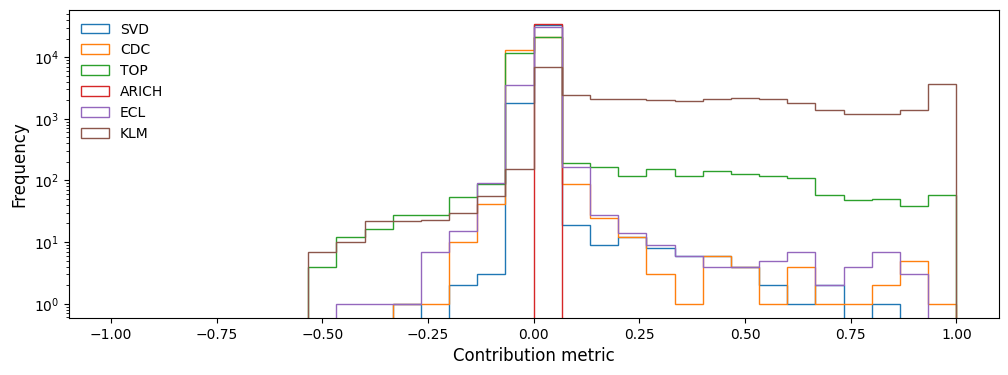 SVD
CDC
TOP
ARICH
ECL
KLM
Frequency
10⁴
10³
10²
10¹
10⁰
−1.00 −0.75 −0.50 −0.25 0.00 0.25 0.50 0.75 1.00
Contribution metric